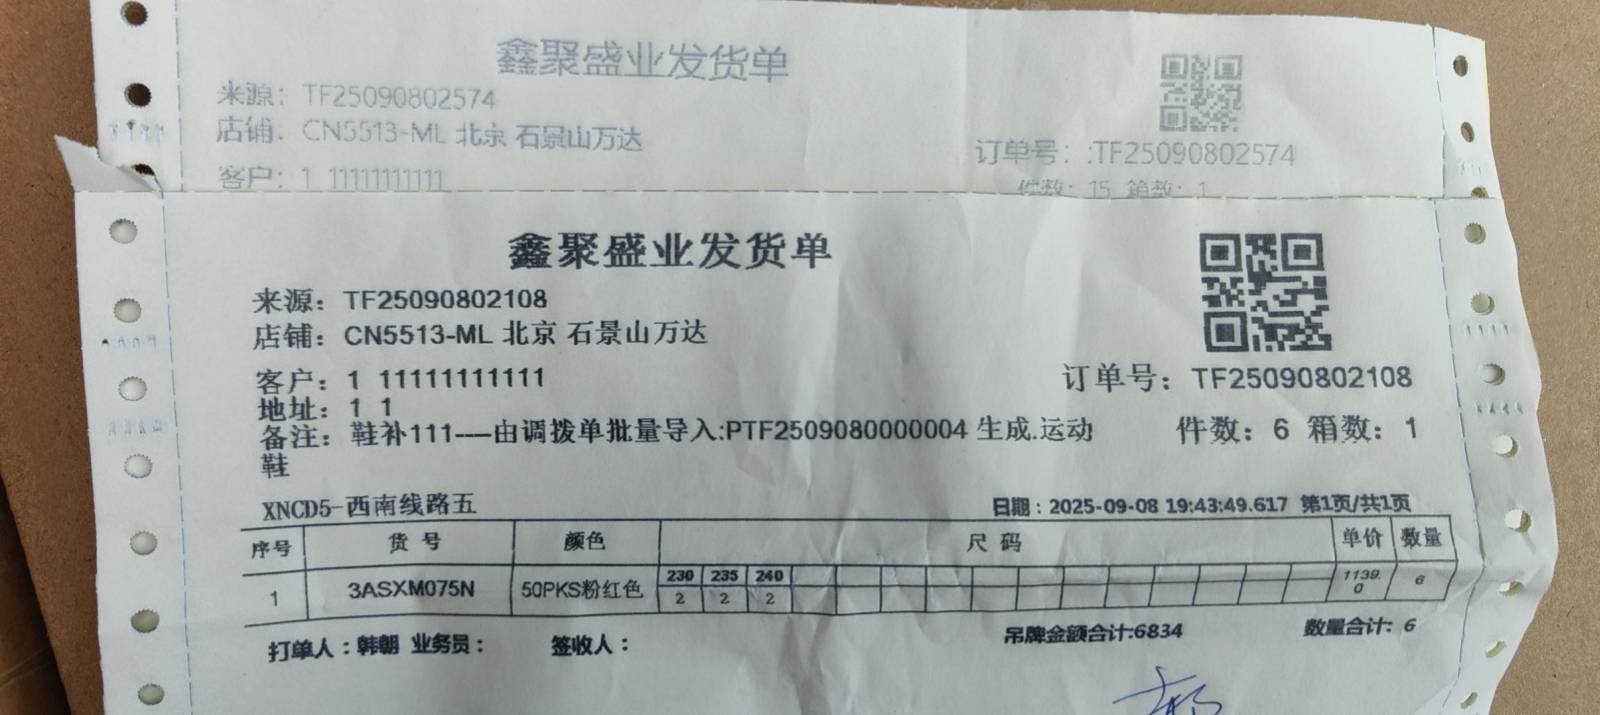 鑫聚盛业发货单
来源：TF25090802574
店铺：CN5513-ML 北京 石景山万达
订单号：:TF25090802574
客户：1 11111111111
件数：15 箱数：1
鑫聚盛业发货单
来源：TF25090802108
店铺：CN5513-ML 北京 石景山万达
客户：1 11111111111
订单号：TF25090802108
地址：1 1
备注：鞋补111----由调拨单批量导入:PTF2509080000004 生成.运动
鞋
件数：6 箱数：1
XNCD5-西南线路五
日期：2025-09-08 19:43:49.617 第1页/共1页
序号 货号 颜色 尺码 单价 数量
230 235 240
1 3ASXM075N 50PKS粉红色 2 2 2 1139.0 6
打单人：韩朝 业务员： 签收人： 吊牌金额合计:6834 数量合计: 6